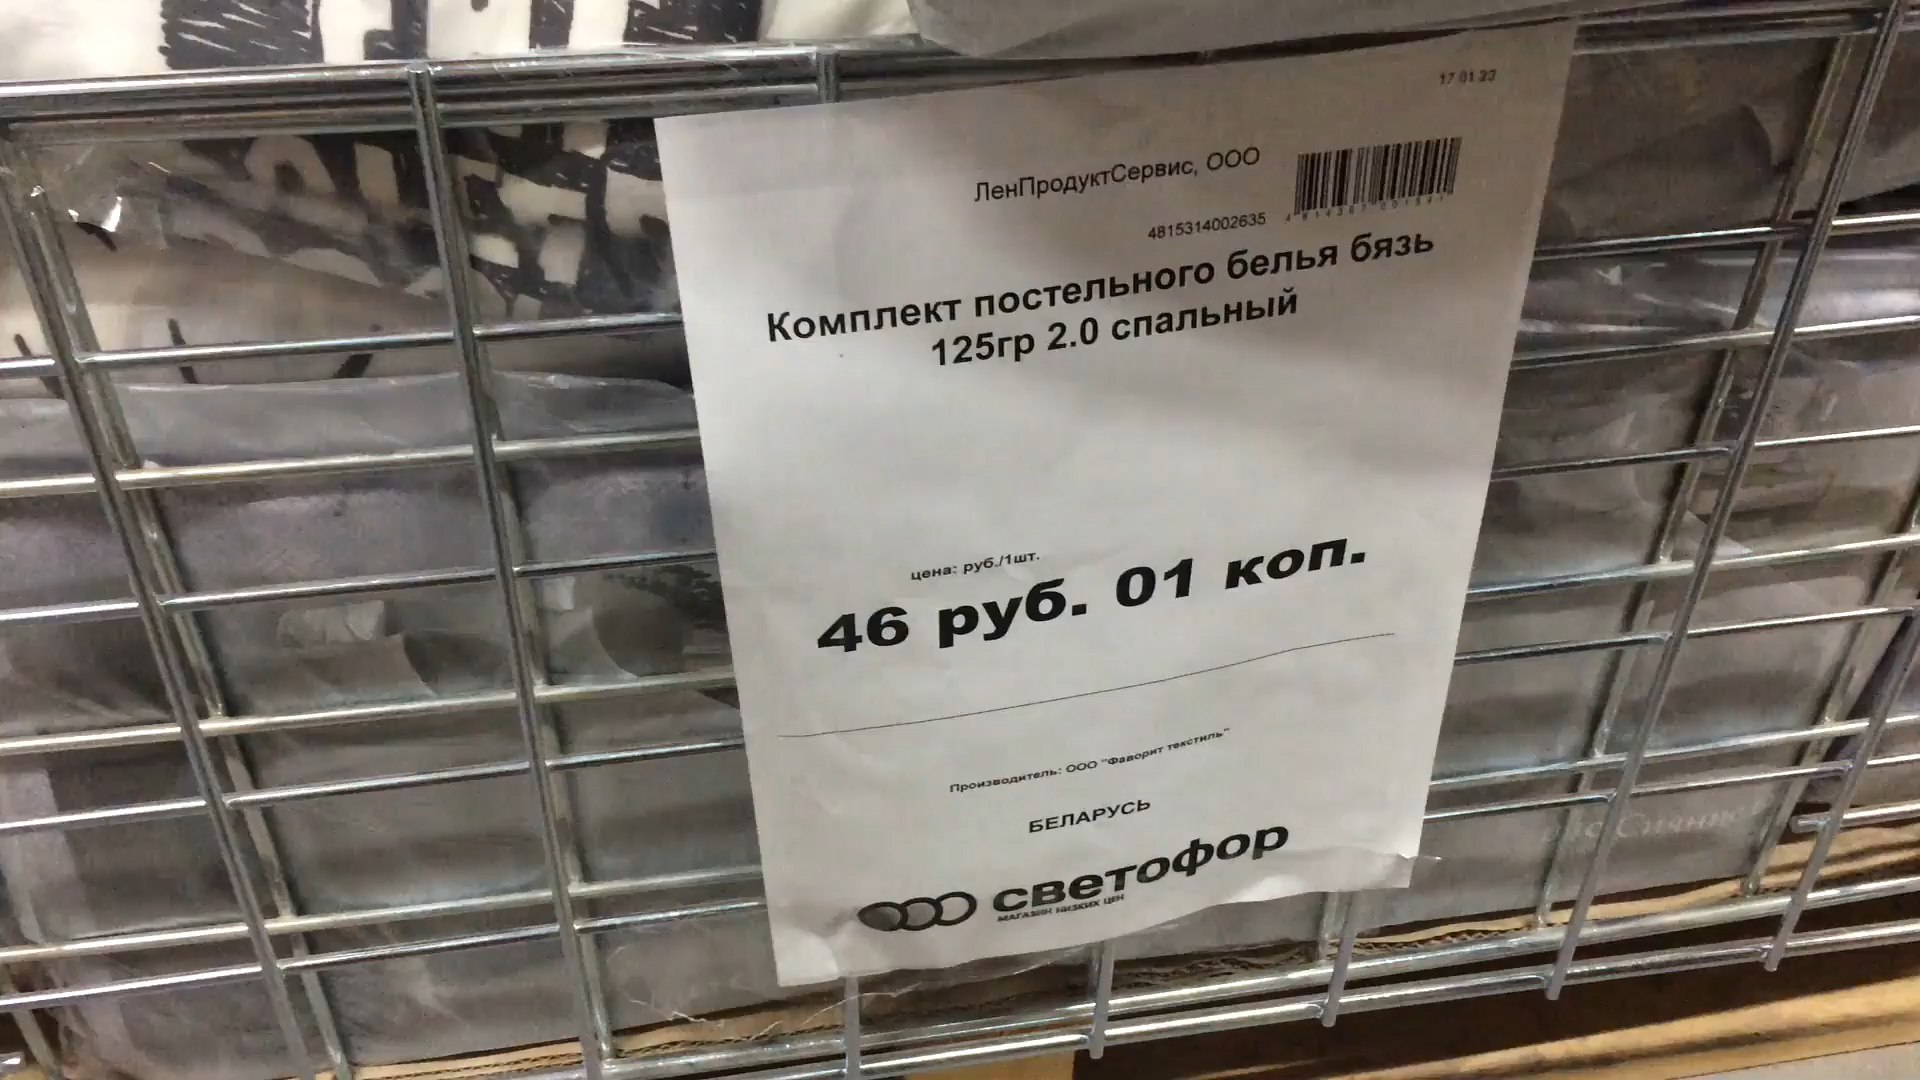 17 01 23
ЛенПродуктСервис, ООО
4815314002635
Комплект постельного белья бязь
125гр 2.0 спальный
цена: руб./1шт.
46 руб. 01 коп.
Производитель: ООО "Фаворит текстиль"
БЕЛАРУСЬ
светофор
МАГАЗИН НИЗКИХ ЦЕН